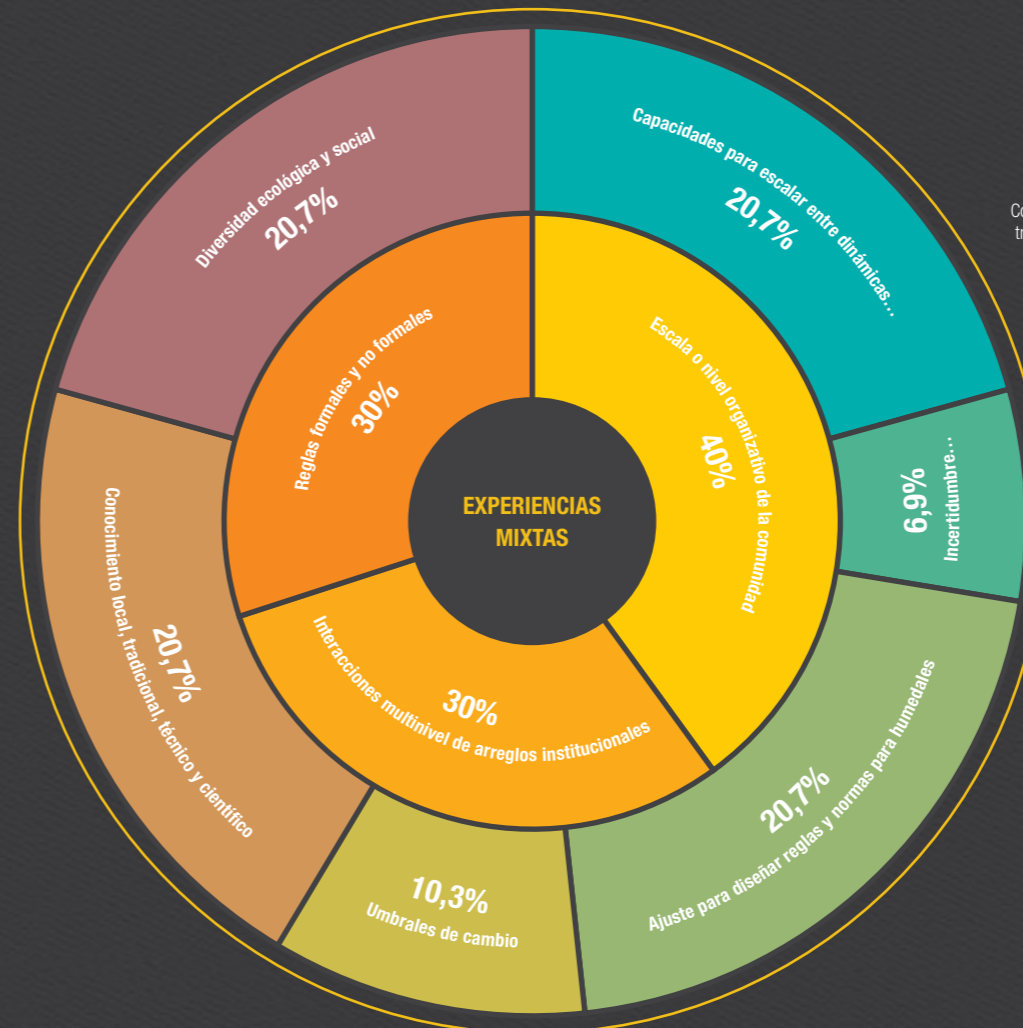 EXPERIENCIAS
MIXTAS
Escala o nivel organizativo de la comunidad
40%
30%
Interacciones multinivel de arreglos institucionales
Reglas formales y no formales
30%
Capacidades para escalar entre dinámicas...
20,7%
6,9%
Incertidumbre...
20,7%
Ajuste para diseñar reglas y normas para humedales
10,3%
Umbrales de cambio
20,7%
Conocimiento local, tradicional, técnico y científico
Diversidad ecológica y social
20,7%